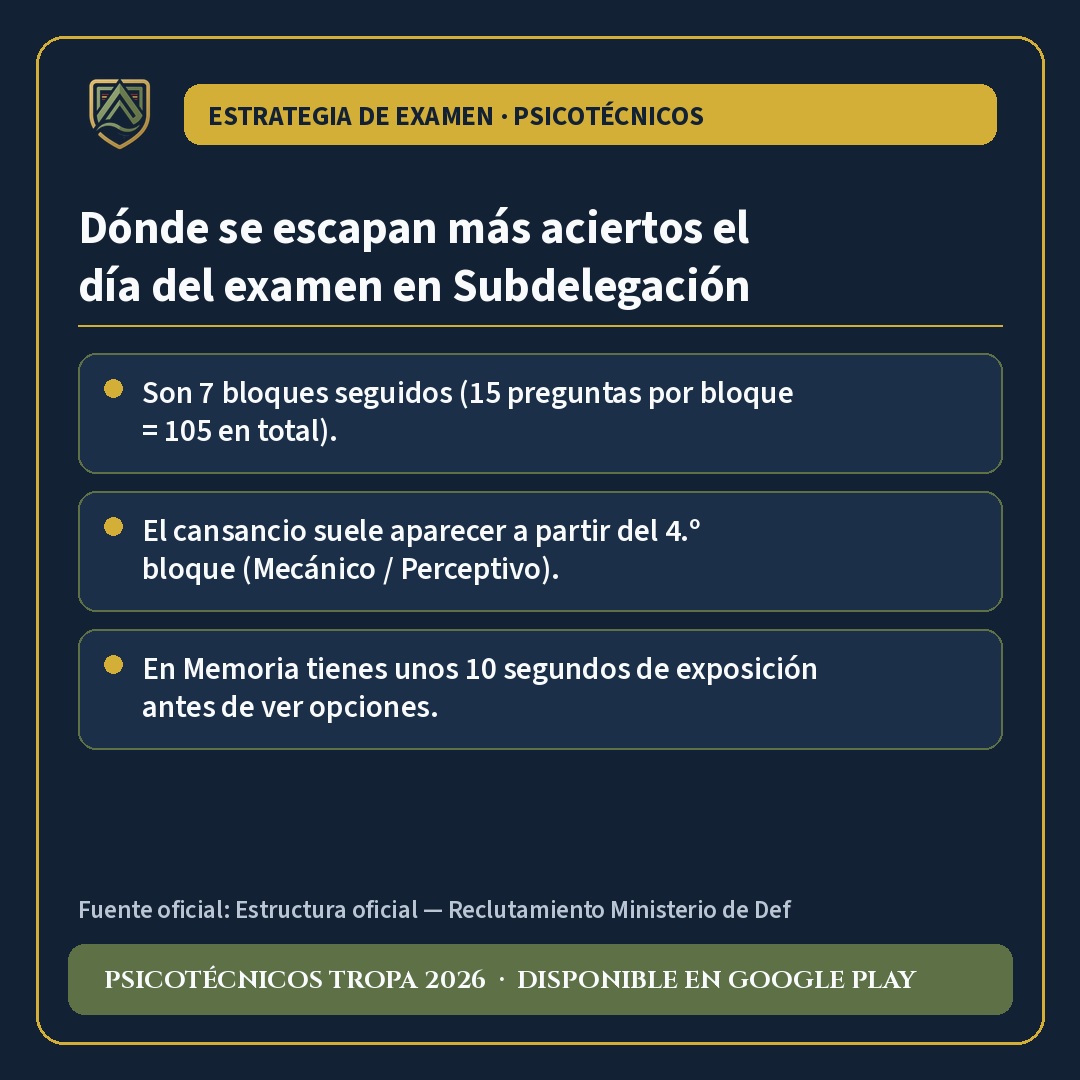 ESTRATEGIA DE EXAMEN · PSICOTÉCNICOS
Dónde se escapan más aciertos el
día del examen en Subdelegación
Son 7 bloques seguidos (15 preguntas por bloque
= 105 en total).
El cansancio suele aparecer a partir del 4.º
bloque (Mecánico / Perceptivo).
En Memoria tienes unos 10 segundos de exposición
antes de ver opciones.
Fuente oficial: Estructura oficial — Reclutamiento Ministerio de Def
PSICOTÉCNICOS TROPA 2026 · DISPONIBLE EN GOOGLE PLAY